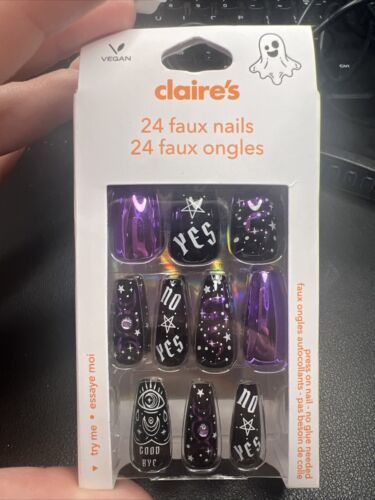 VEGAN
claire's
24 faux nails
24 faux ongles
YES
NO
YES
GOOD
BYE
NO
YES
try me • essaye moi
press on nail - no glue needed
faux ongles autocollants - pas besoin de colle